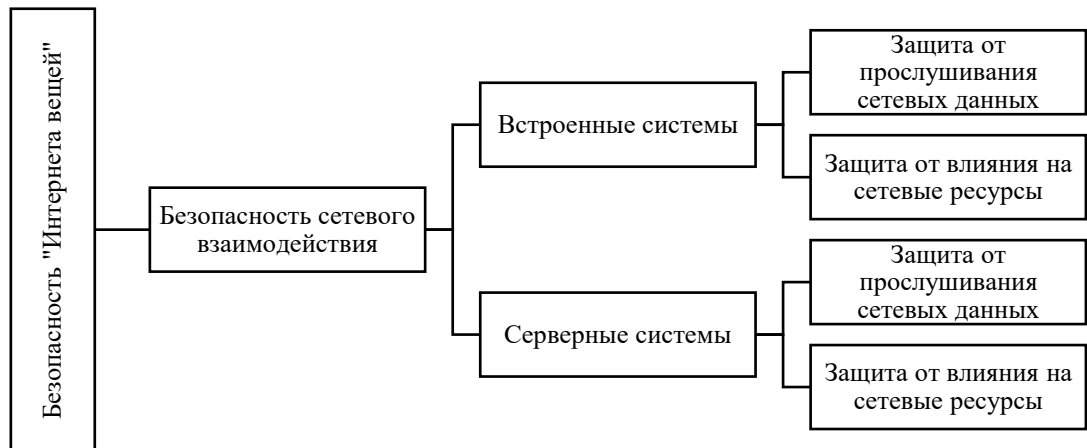 Безопасность "Интернета вещей"
Безопасность сетевого
взаимодействия
Встроенные системы
Защита от
прослушивания
сетевых данных
Защита от влияния на
сетевые ресурсы
Серверные системы
Защита от
прослушивания
сетевых данных
Защита от влияния на
сетевые ресурсы